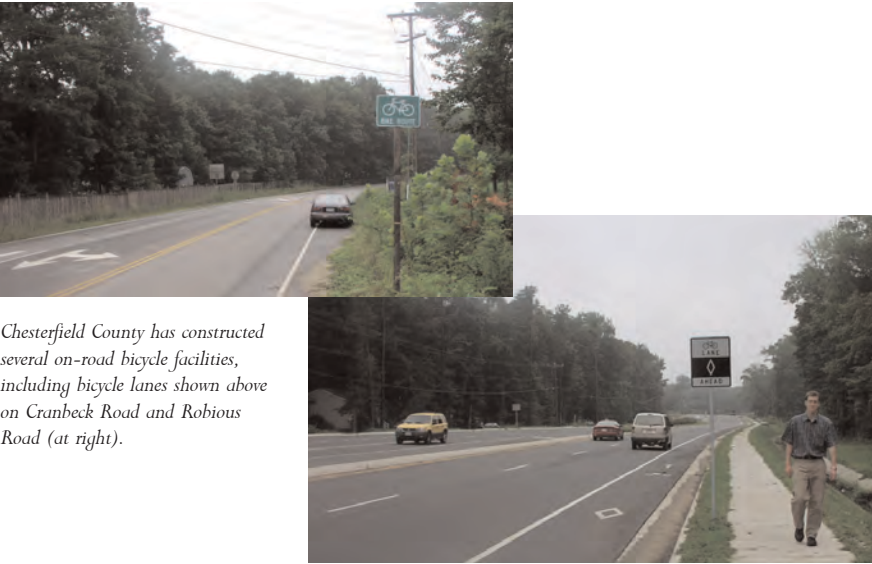 BIKE ROUTE
Chesterfield County has constructed
several on-road bicycle facilities,
including bicycle lanes shown above
on Cranbeck Road and Robious
Road (at right).
LANE
AHEAD